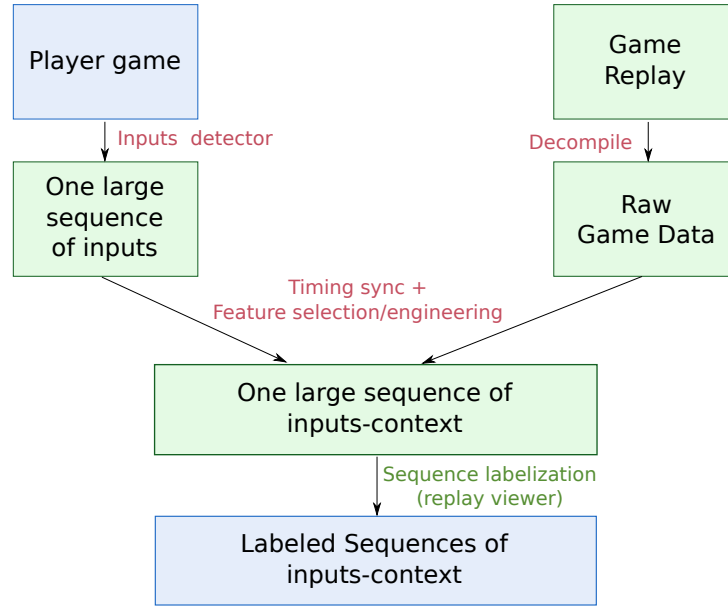 Player game
Game
Replay
Inputs detector
Decompile
One large
sequence
of inputs
Raw
Game Data
Timing sync +
Feature selection/engineering
One large sequence of
inputs-context
Sequence labelization
(replay viewer)
Labeled Sequences of
inputs-context